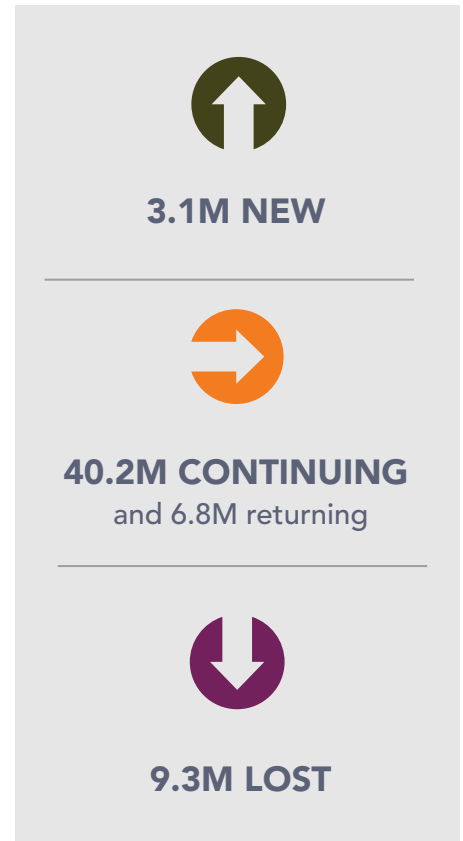 3.1M NEW
40.2M CONTINUING
and 6.8M returning
9.3M LOST